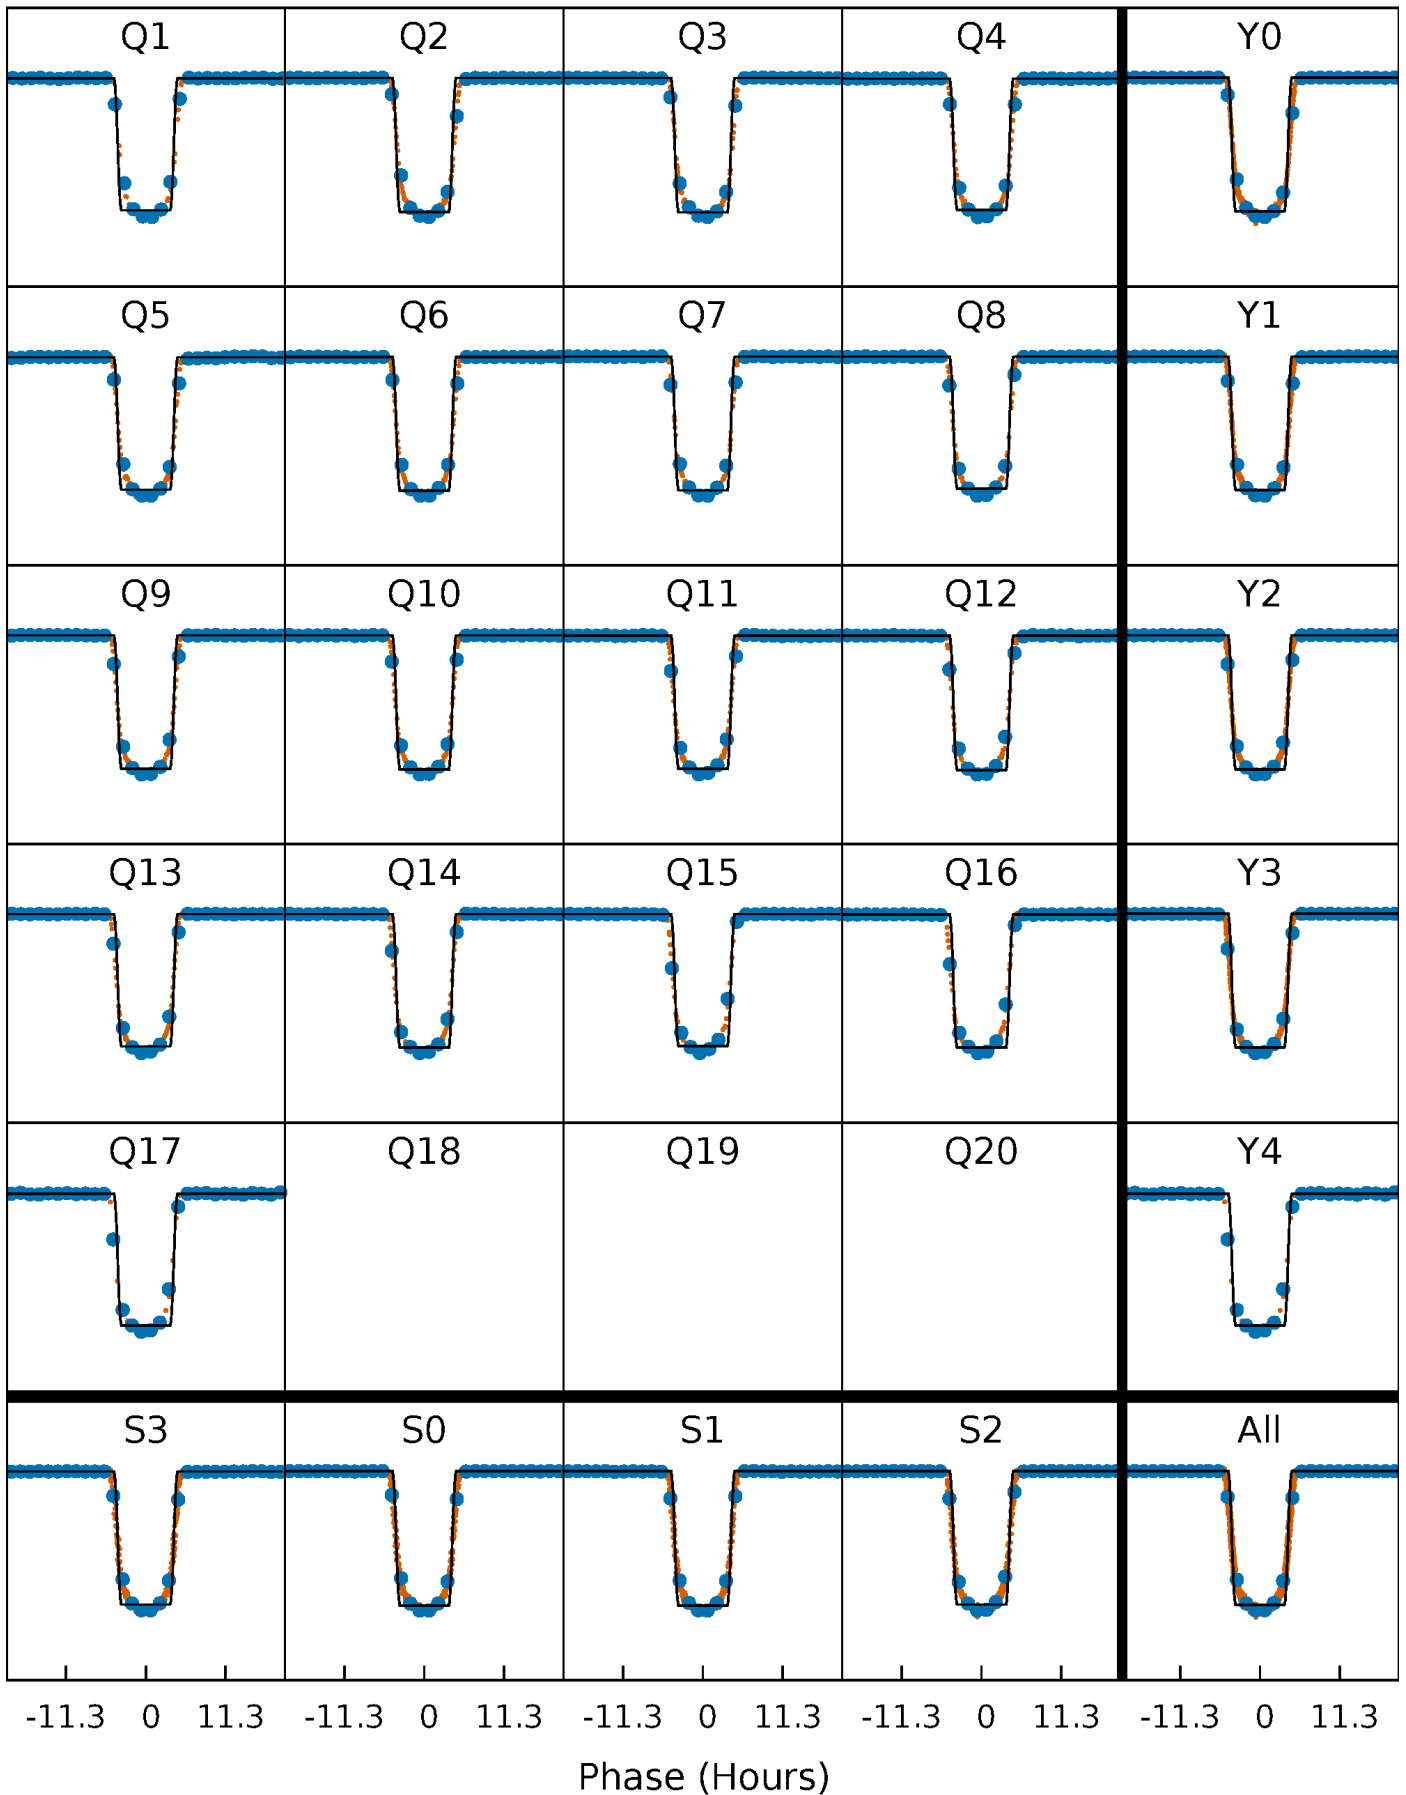 Q1 Q2 Q3 Q4 Y0
Q5 Q6 Q7 Q8 Y1
Q9 Q10 Q11 Q12 Y2
Q13 Q14 Q15 Q16 Y3
Q17 Q18 Q19 Q20 Y4
S3 S0 S1 S2 All
-11.3 0 11.3 -11.3 0 11.3 -11.3 0 11.3 -11.3 0 11.3 -11.3 0 11.3
Phase (Hours)